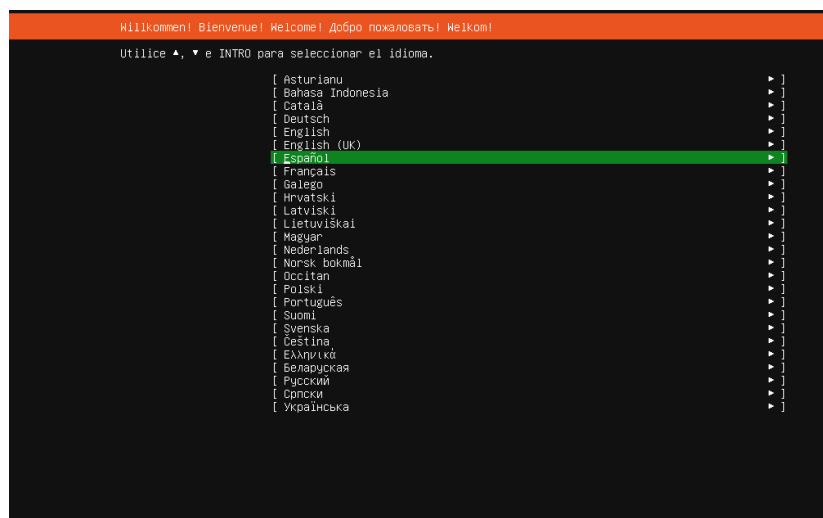 Willkommen! Bienvenue! Welcome! Добро пожаловать! Welkom!
Utilice ▲, ▼ e INTRO para seleccionar el idioma.
[ Asturianu ► ]
[ Bahasa Indonesia ► ]
[ Català ► ]
[ Deutsch ► ]
[ English ► ]
[ English (UK) ► ]
[ Español ► ]
[ Français ► ]
[ Galego ► ]
[ Hrvatski ► ]
[ Latviski ► ]
[ Lietuviškai ► ]
[ Magyar ► ]
[ Nederlands ► ]
[ Norsk bokmål ► ]
[ Occitan ► ]
[ Polski ► ]
[ Português ► ]
[ Suomi ► ]
[ Svenska ► ]
[ Čeština ► ]
[ Ελληνικά ► ]
[ Беларуская ► ]
[ Русский ► ]
[ Српски ► ]
[ Українська ► ]